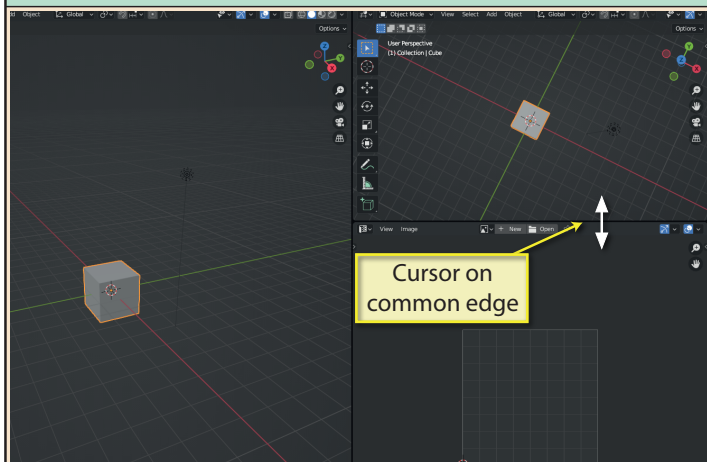 Object Global
Options
Z
Y
X
Object Mode View Select Add Object Global
Options
User Perspective
(1) Collection | Cube
Y
Z
X
View Image + New Open
Cursor on
common edge